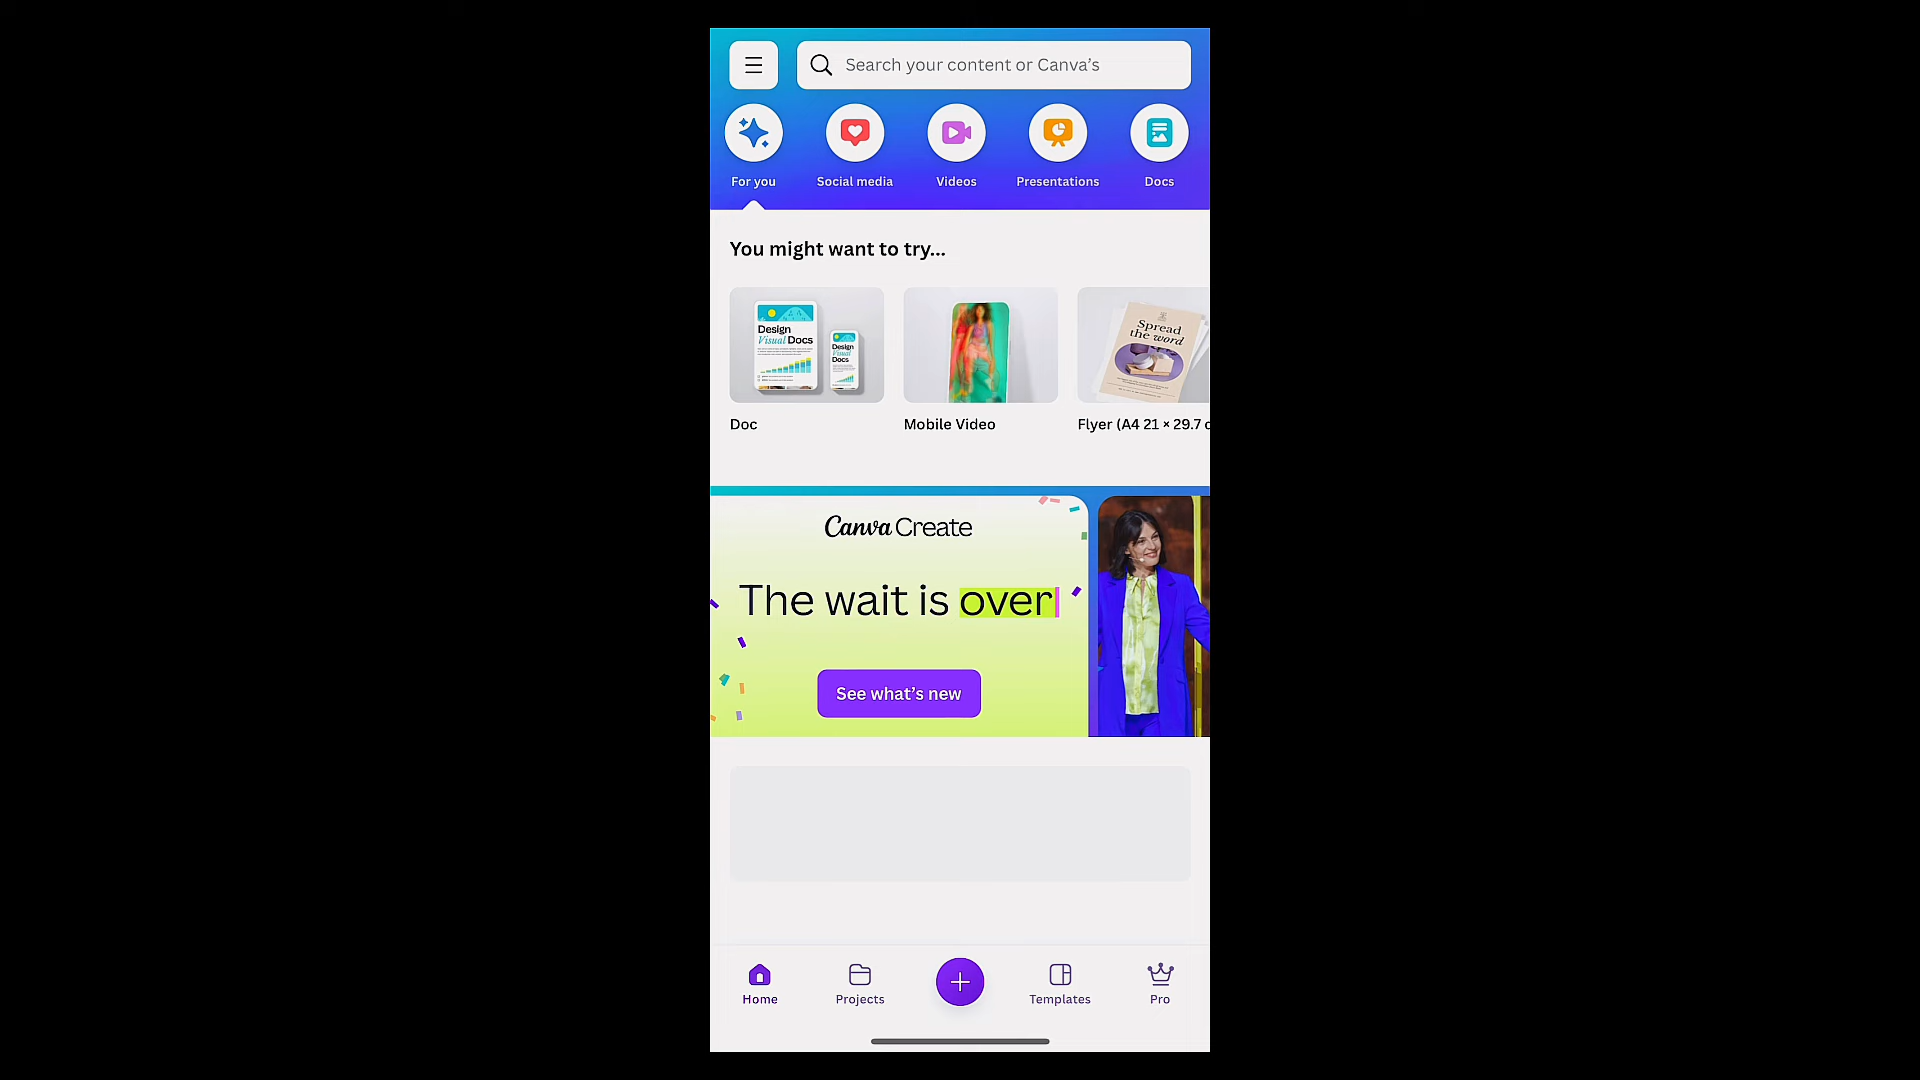 Search your content or Canva’s
For you
Social media
Videos
Presentations
Docs
You might want to try...
Design
Visual Docs
Design
Visual
Docs
Spread
the word
Doc
Mobile Video
Flyer (A4 21 × 29.7 c
Canva Create
The wait is over
See what’s new
Home
Projects
Templates
Pro